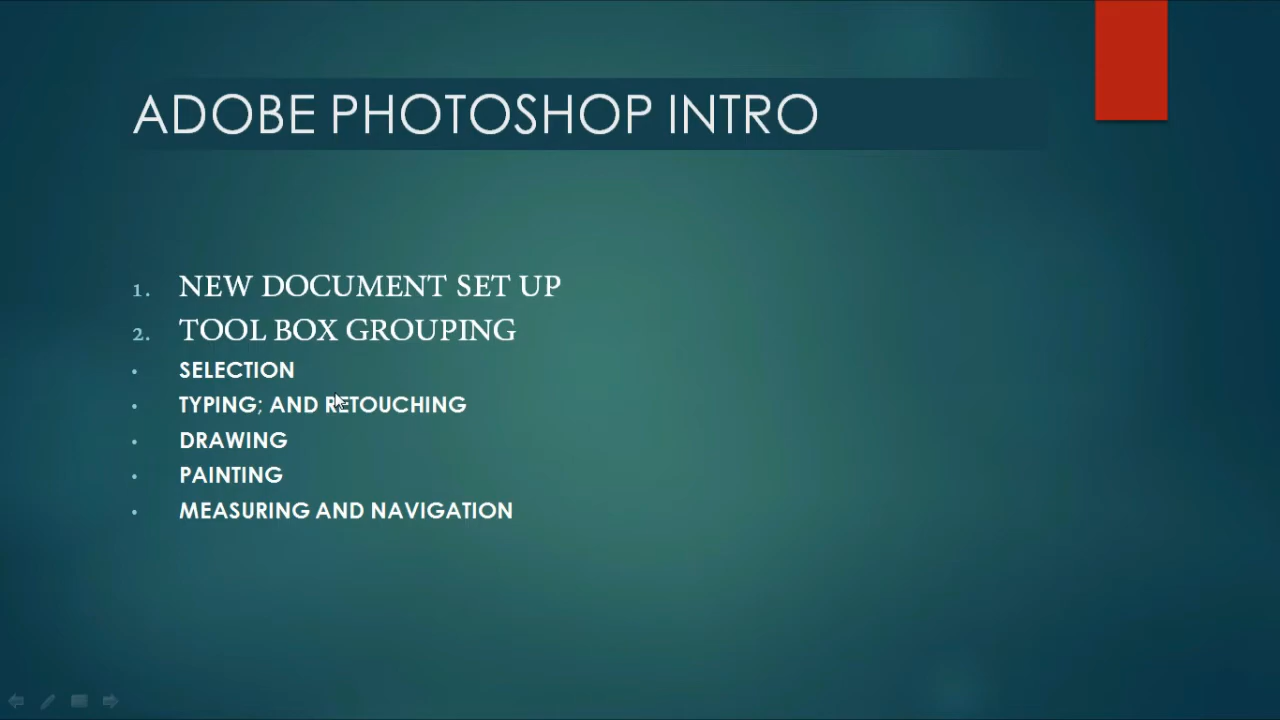 ADOBE PHOTOSHOP INTRO
1. NEW DOCUMENT SET UP
2. TOOL BOX GROUPING
• SELECTION
• TYPING; AND RETOUCHING
• DRAWING
• PAINTING
• MEASURING AND NAVIGATION